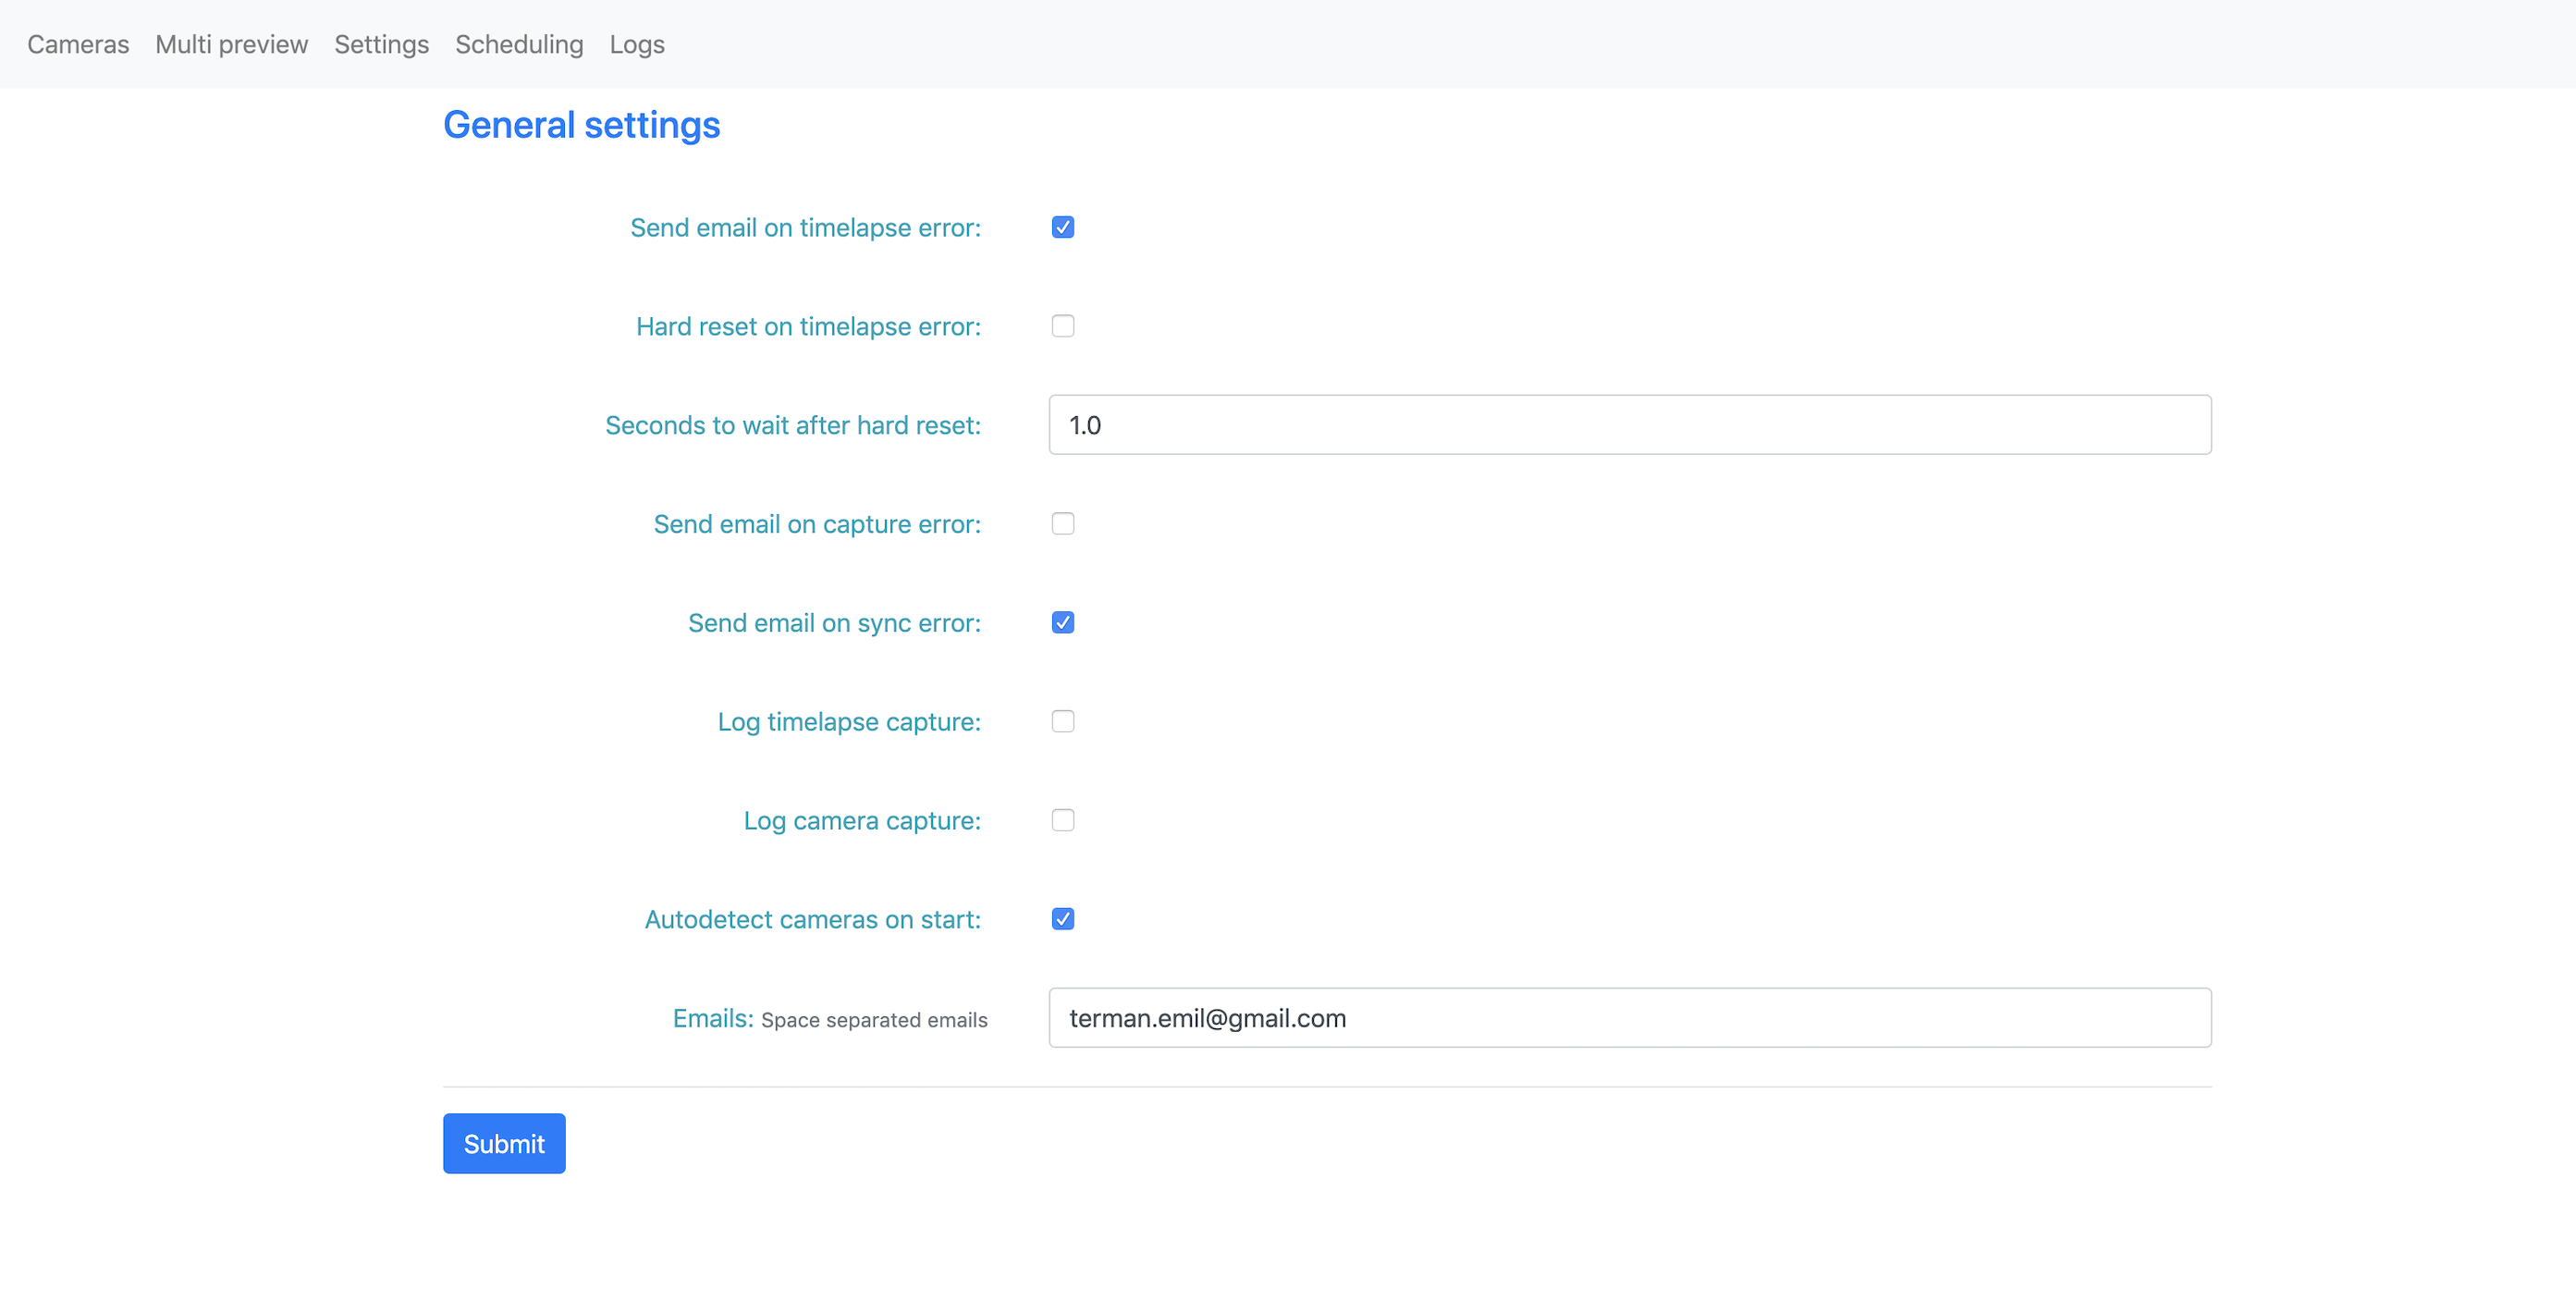 Cameras Multi preview Settings Scheduling Logs
General settings
Send email on timelapse error:
Hard reset on timelapse error:
Seconds to wait after hard reset: 1.0
Send email on capture error:
Send email on sync error:
Log timelapse capture:
Log camera capture:
Autodetect cameras on start:
Emails: Space separated emails terman.emil@gmail.com
Submit